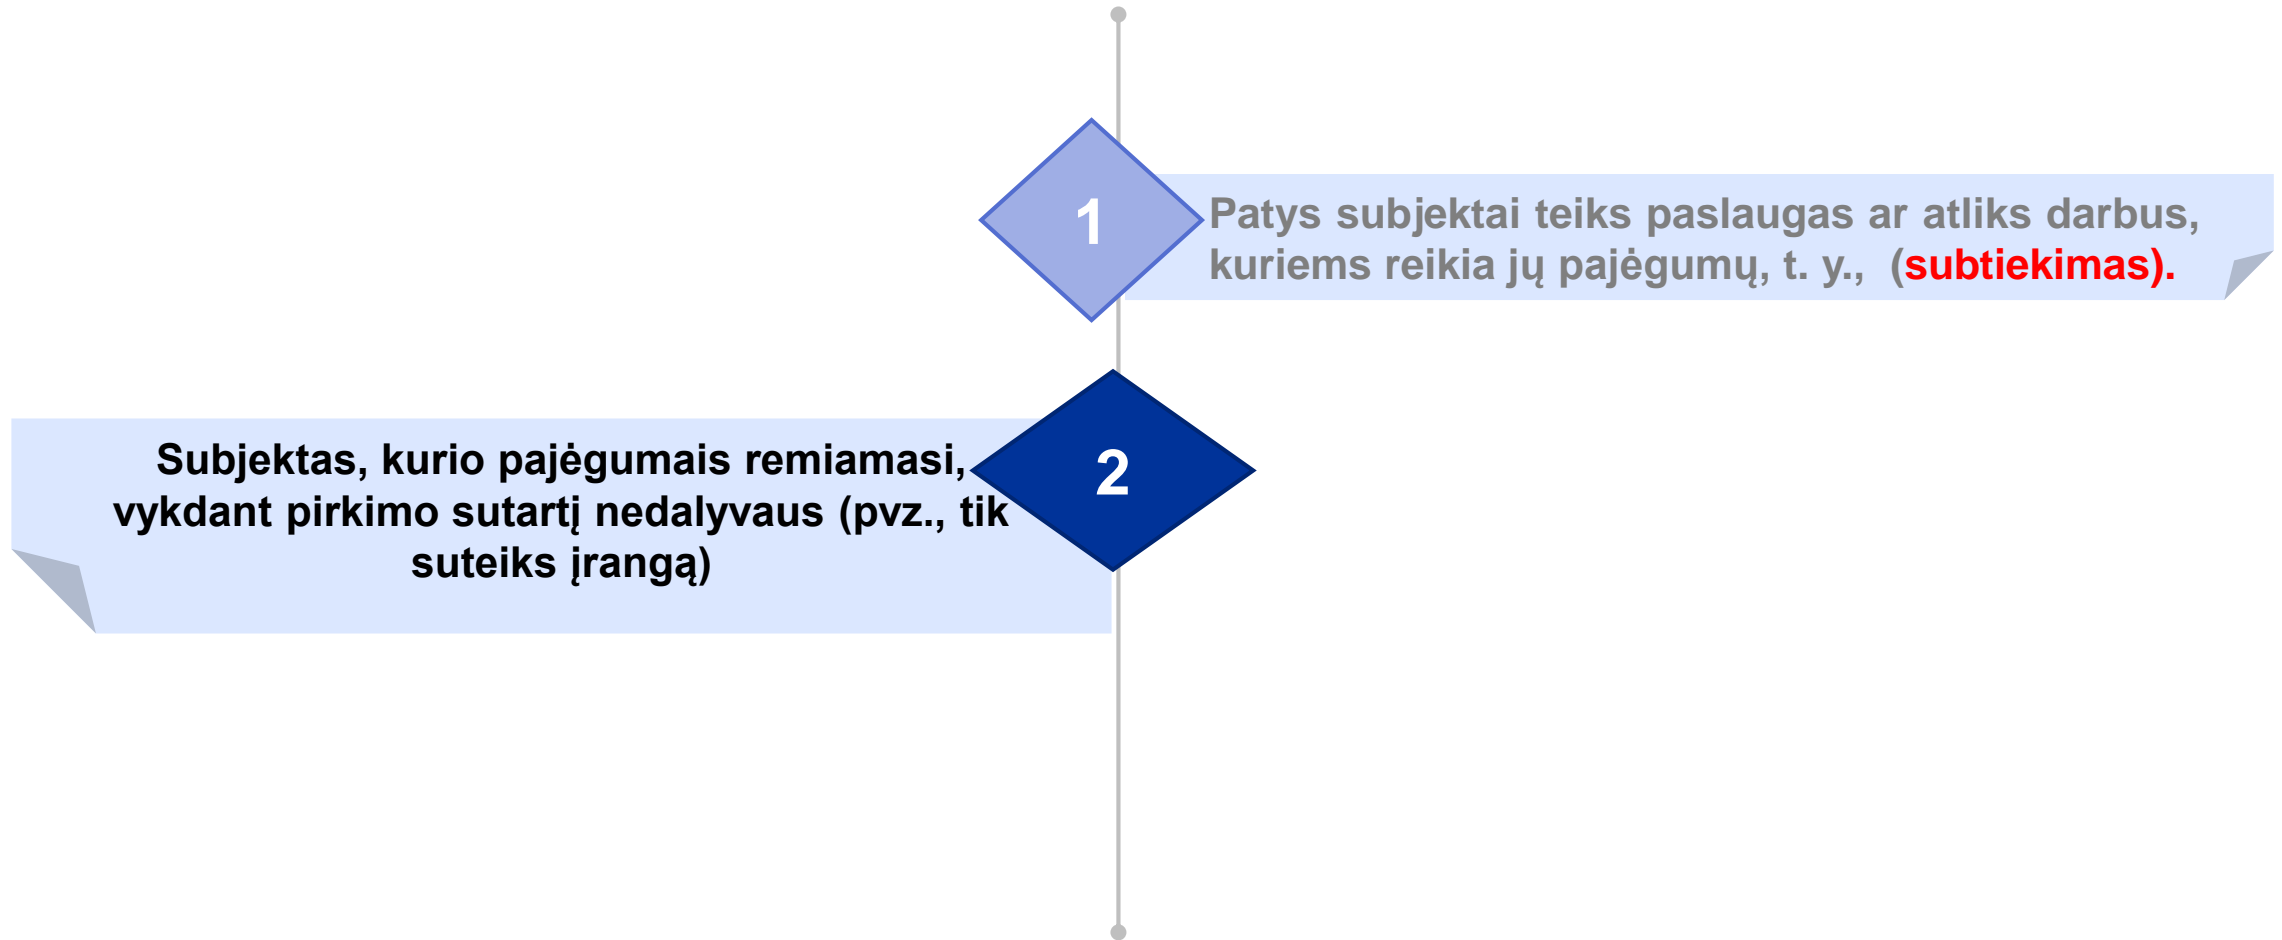 1
Patys subjektai teiks paslaugas ar atliks darbus,
kuriems reikia jų pajėgumų, t. y., (subtiekimas).
2
Subjektas, kurio pajėgumais remiamasi,
vykdant pirkimo sutartį nedalyvaus (pvz., tik
suteiks įrangą)